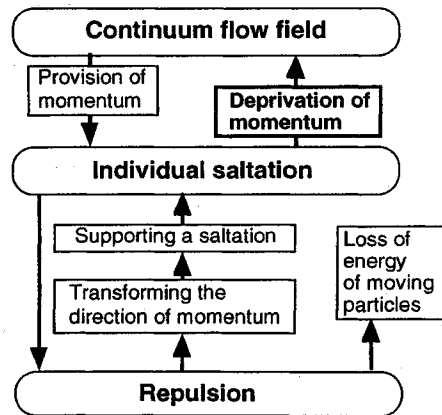 Continuum flow field
Provision of
momentum
Deprivation of
momentum
Individual saltation
Supporting a saltation
Transforming the
direction of momentum
Loss of
energy
of moving
particles
Repulsion